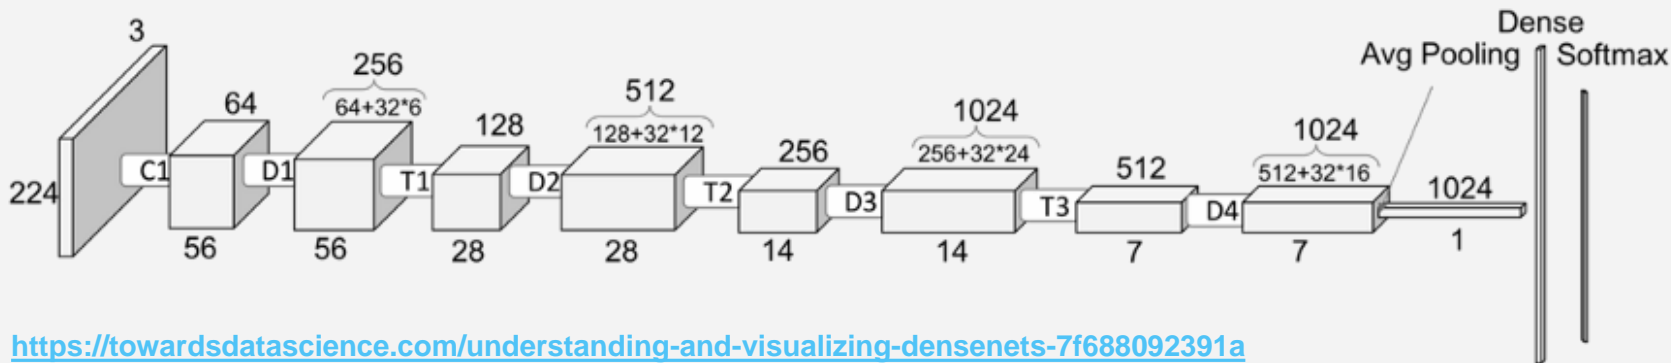 Dense
Avg Pooling Softmax
3
256
64+32*6
64
512
128+32*12
128
1024
256+32*24
256
1024
512+32*16
512
1024
224
C1
D1
T1
D2
T2
D3
T3
D4
56
56
28
28
14
14
7
7
1
https://towardsdatascience.com/understanding-and-visualizing-densenets-7f688092391a